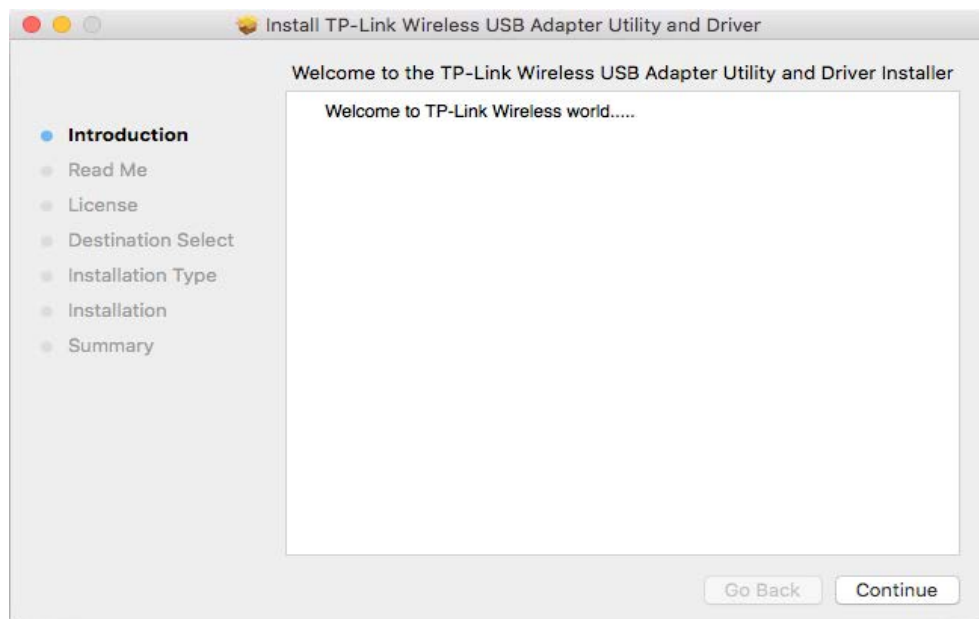 Install TP-Link Wireless USB Adapter Utility and Driver
Welcome to the TP-Link Wireless USB Adapter Utility and Driver Installer
Welcome to TP-Link Wireless world.....
Introduction
Read Me
License
Destination Select
Installation Type
Installation
Summary
Go Back
Continue